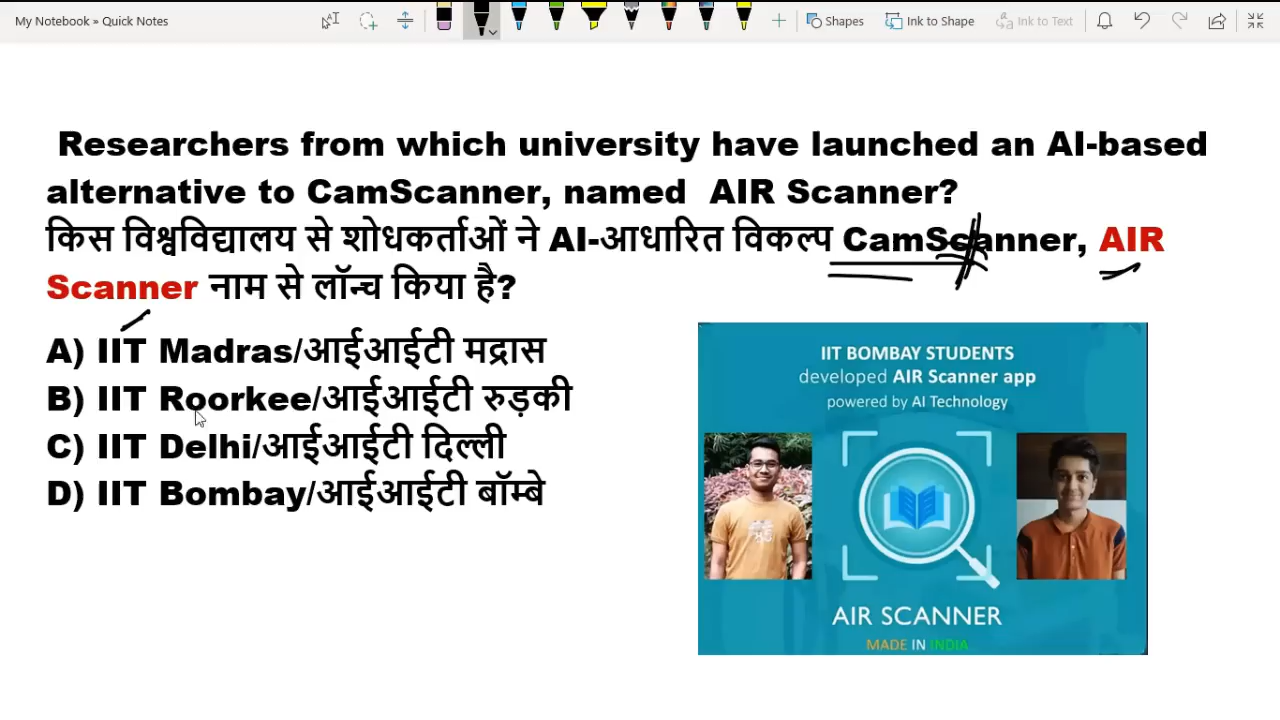 My Notebook » Quick Notes
Shapes
Ink to Shape
Ink to Text
Researchers from which university have launched an AI-based
alternative to CamScanner, named AIR Scanner?
किस विश्वविद्यालय से शोधकर्ताओं ने AI-आधारित विकल्प CamScanner, AIR
Scanner नाम से लॉन्च किया है?
A) IIT Madras/आईआईटी मद्रास
B) IIT Roorkee/आईआईटी रुड़की
C) IIT Delhi/आईआईटी दिल्ली
D) IIT Bombay/आईआईटी बॉम्बे
IIT BOMBAY STUDENTS
developed AIR Scanner app
powered by AI Technology
AIR SCANNER
MADE IN INDIA